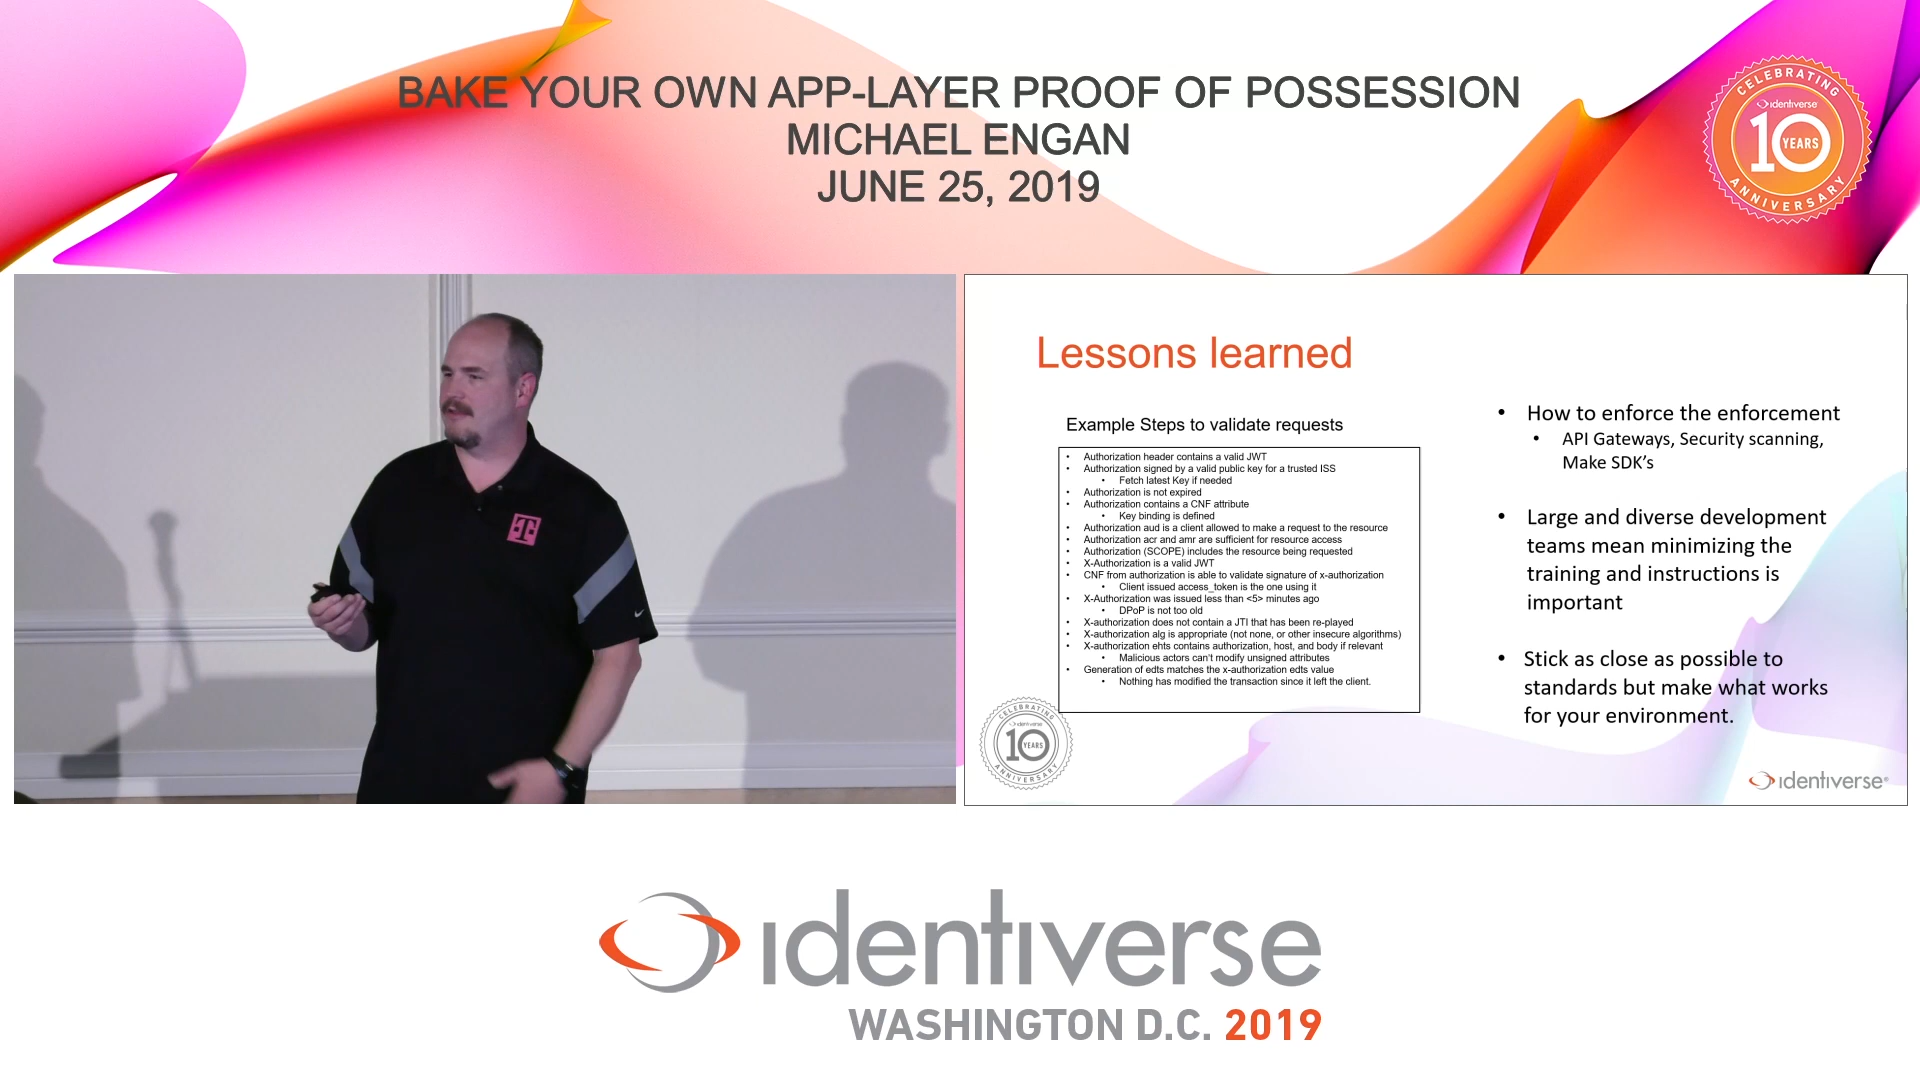 BAKE YOUR OWN APP-LAYER PROOF OF POSSESSION
MICHAEL ENGAN
JUNE 25, 2019
CELEBRATING
identiverse
10
YEARS
ANNIVERSARY
T
Lessons learned
Example Steps to validate requests
• Authorization header contains a valid JWT
• Authorization signed by a valid public key for a trusted ISS
• Fetch latest Key if needed
• Authorization is not expired
• Authorization contains a CNF attribute
• Key binding is defined
• Authorization aud is a client allowed to make a request to the resource
• Authorization acr and amr are sufficient for resource access
• Authorization (SCOPE) includes the resource being requested
• X-Authorization is a valid JWT
• CNF from authorization is able to validate signature of x-authorization
• Client issued access_token is the one using it
• X-Authorization was issued less than <5> minutes ago
• DPoP is not too old
• X-authorization does not contain a JTI that has been re-played
• X-authorization alg is appropriate (not none, or other insecure algorithms)
• X-authorization ehts contains authorization, host, and body if relevant
• Malicious actors can't modify unsigned attributes
• Generation of edts matches the x-authorization edts value
• Nothing has modified the transaction since it left the client.
• How to enforce the enforcement
• API Gateways, Security scanning,
Make SDK's
• Large and diverse development
teams mean minimizing the
training and instructions is
important
• Stick as close as possible to
standards but make what works
for your environment.
CELEBRATING
identiverse
10
YEARS
ANNIVERSARY
identiverse®
identiverse
WASHINGTON D.C. 2019